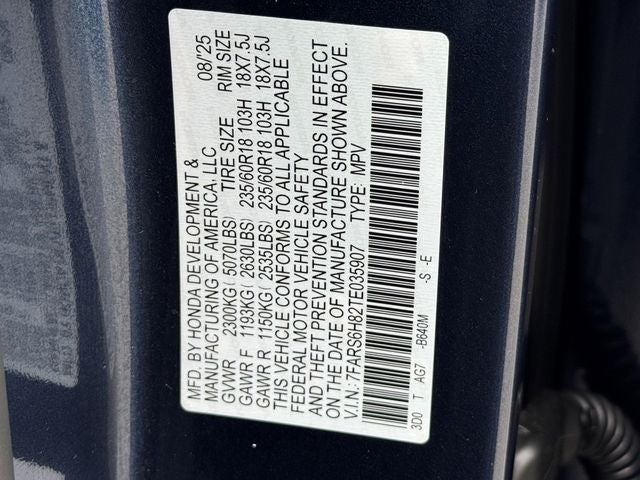 MFD. BY HONDA DEVELOPMENT &
MANUFACTURING OF AMERICA, LLC 08/'25
GVWR 2300KG ( 5070LBS) TIRE SIZE RIM SIZE
GAWR F 1193KG ( 2630LBS) 235/60R18 103H 18X7.5J
GAWR R 1150KG ( 2535LBS) 235/60R18 103H 18X7.5J
THIS VEHICLE CONFORMS TO ALL APPLICABLE
FEDERAL MOTOR VEHICLE SAFETY
AND THEFT PREVENTION STANDARDS IN EFFECT
ON THE DATE OF MANUFACTURE SHOWN ABOVE.
V.I.N.: 7FARS6H82TE035907 TYPE: MPV
3D0 T AG7 -B640M -S -E